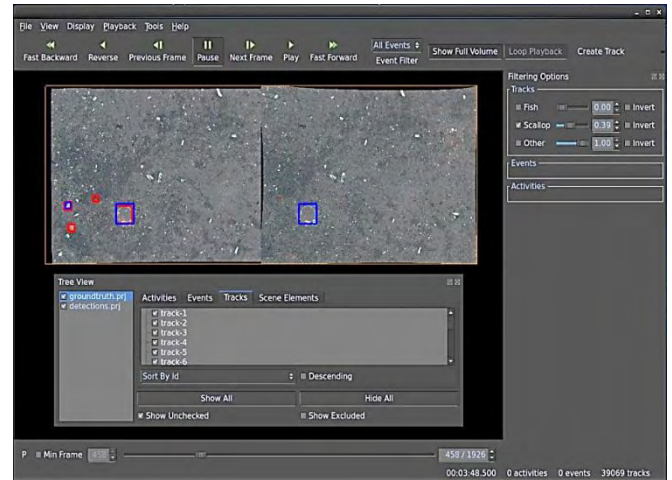 File View Display Playback Tools Help
Fast Backward Reverse Previous Frame Pause Next Frame Play Fast Forward
All Events
Event Filter
Show Full Volume Loop Playback Create Track
Filtering Options
Tracks
Fish 0.00 Invert
Scallop 0.39 Invert
Other 1.00 Invert
Events
Activities
Tree View
groundtruth.prj
detections.prj
Activities Events Tracks Scene Elements
track-1
track-2
track-3
track-4
track-5
track-6
Sort By Id Descending
Show All Hide All
Show Unchecked Show Excluded
P Min Frame 458 458 / 1926
00:03:48.500 0 activities 0 events 39069 tracks